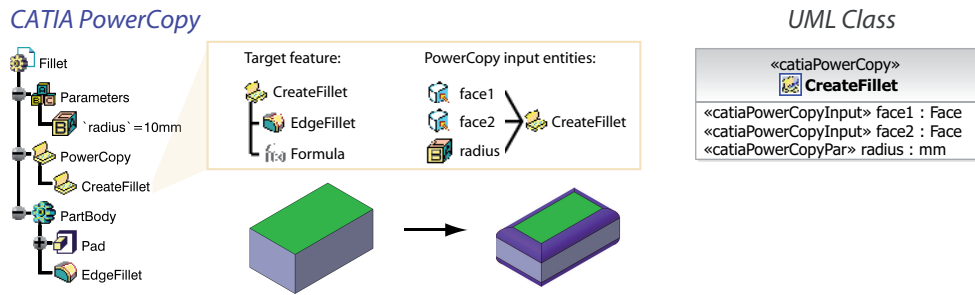 CATIA PowerCopy
Fillet
Parameters
`radius`=10mm
PowerCopy
CreateFillet
PartBody
Pad
EdgeFillet
Target feature:
CreateFillet
EdgeFillet
f(x) Formula
PowerCopy input entities:
face1
face2
radius
CreateFillet
UML Class
«catiaPowerCopy»
CreateFillet
«catiaPowerCopyInput» face1 : Face
«catiaPowerCopyInput» face2 : Face
«catiaPowerCopyPar» radius : mm